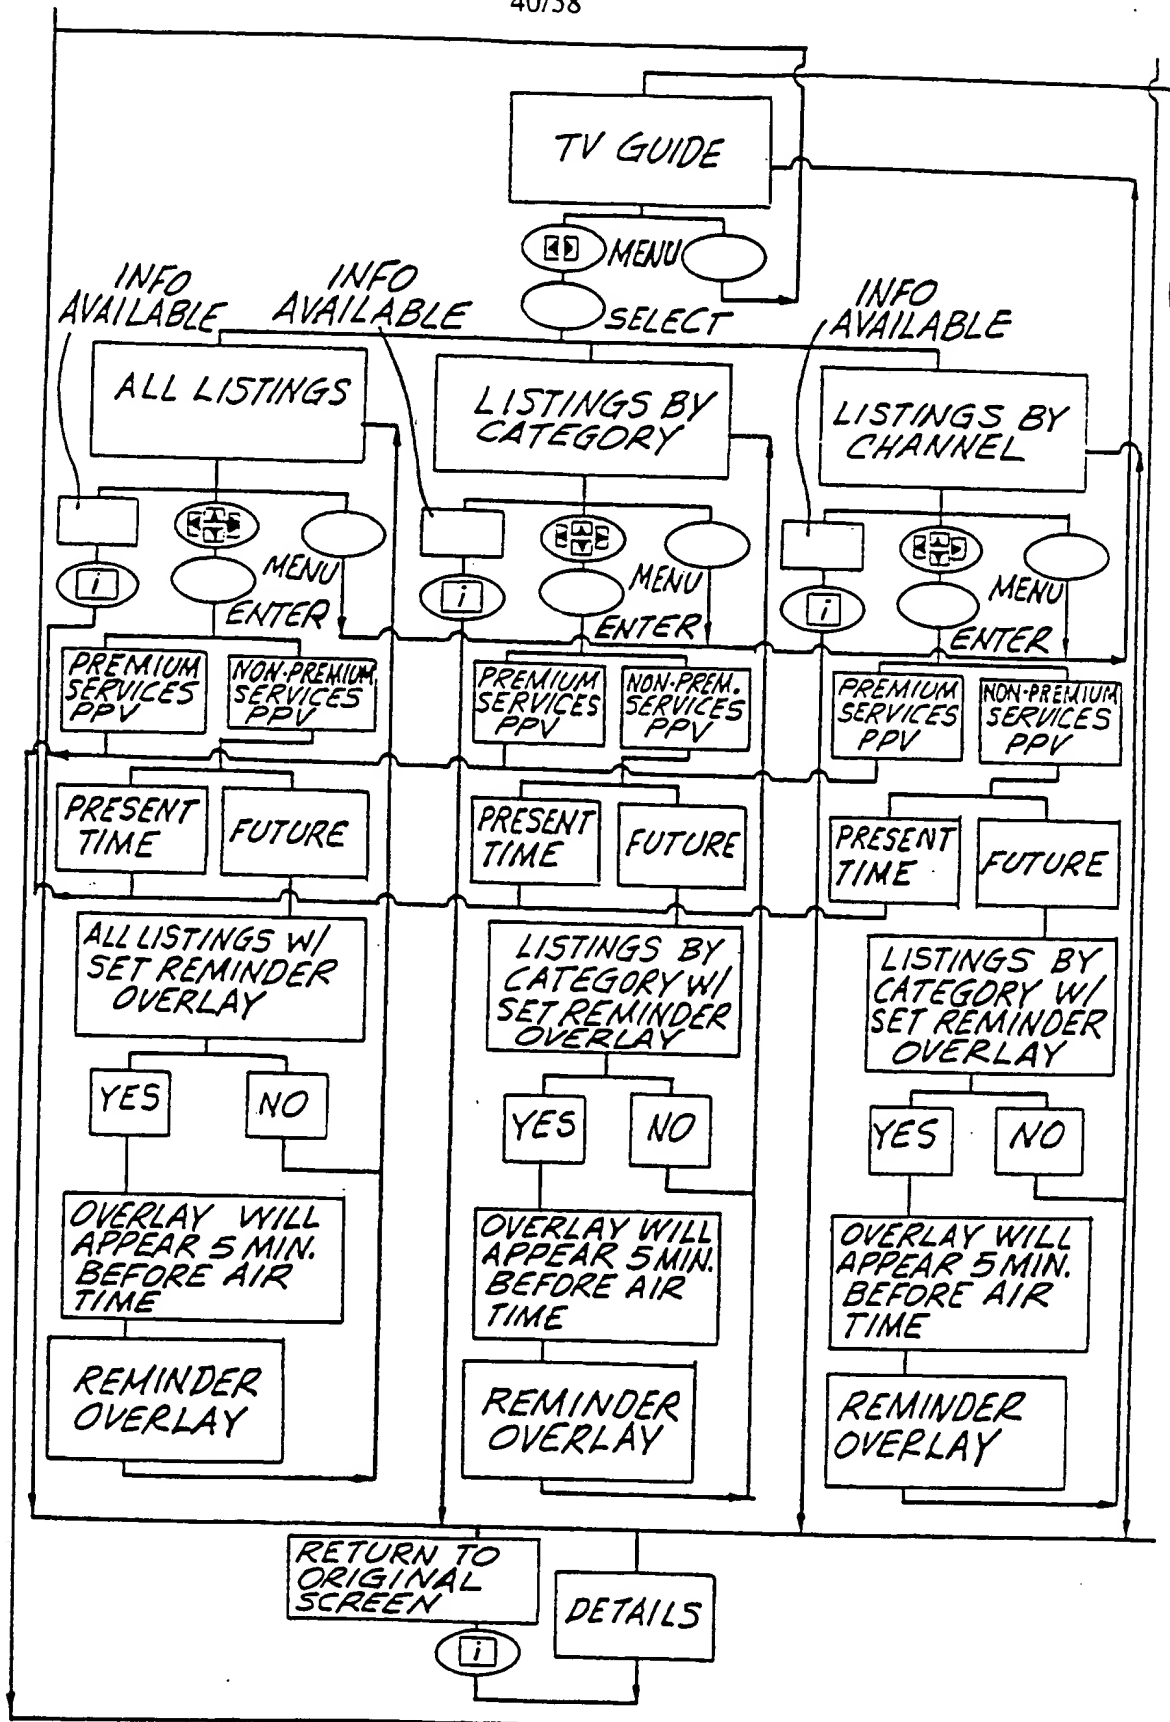 40/58
TV GUIDE
MENU
SELECT
INFO
AVAILABLE
INFO
AVAILABLE
INFO
AVAILABLE
ALL LISTINGS
LISTINGS BY
CATEGORY
LISTINGS BY
CHANNEL
MENU
i
ENTER
MENU
i
ENTER
MENU
i
ENTER
PREMIUM
SERVICES
PPV
NON-PREMIUM
SERVICES
PPV
PREMIUM
SERVICES
PPV
NON-PREM.
SERVICES
PPV
PREMIUM
SERVICES
PPV
NON-PREMIUM
SERVICES
PPV
PRESENT
TIME
FUTURE
PRESENT
TIME
FUTURE
PRESENT
TIME
FUTURE
ALL LISTINGS W/
SET REMINDER
OVERLAY
LISTINGS BY
CATEGORY W/
SET REMINDER
OVERLAY
LISTINGS BY
CATEGORY W/
SET REMINDER
OVERLAY
YES
NO
YES
NO
YES
NO
OVERLAY WILL
APPEAR 5 MIN.
BEFORE AIR
TIME
OVERLAY WILL
APPEAR 5 MIN.
BEFORE AIR
TIME
OVERLAY WILL
APPEAR 5 MIN.
BEFORE AIR
TIME
REMINDER
OVERLAY
REMINDER
OVERLAY
REMINDER
OVERLAY
RETURN TO
ORIGINAL
SCREEN
i
DETAILS